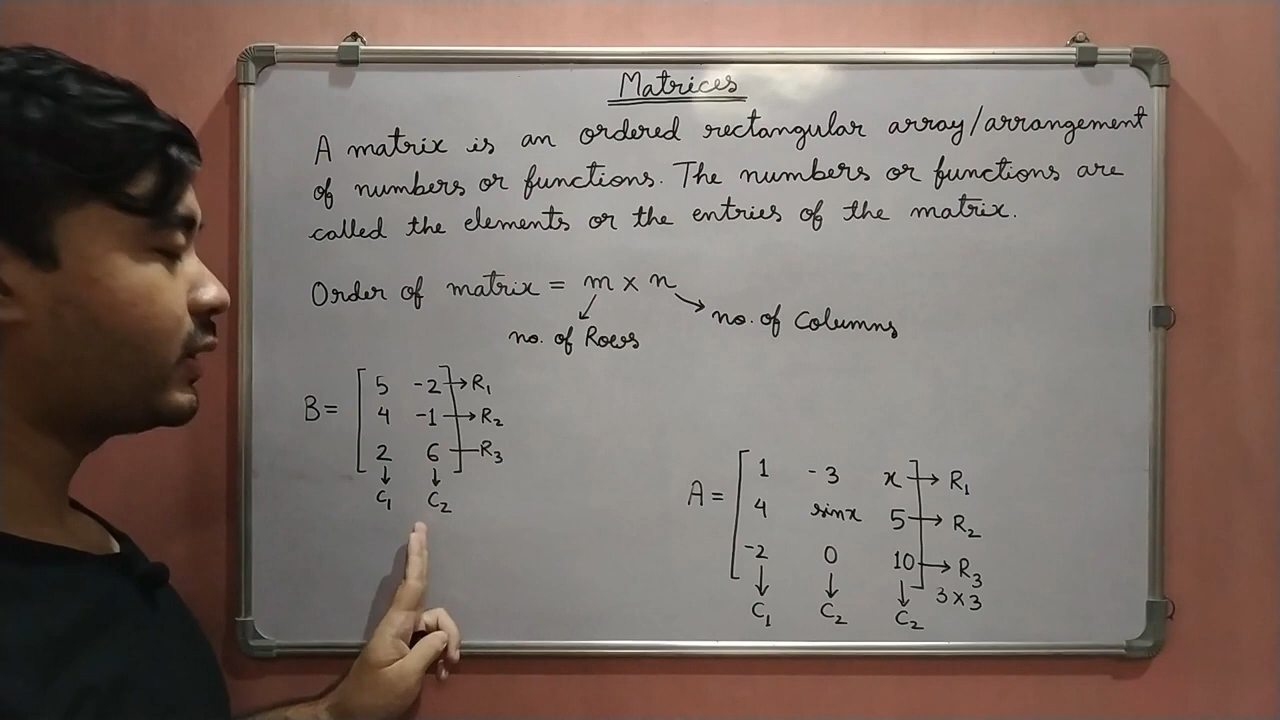 Matrices
A matrix is an ordered rectangular array/arrangement
of numbers or functions. The numbers or functions are
called the elements or the entries of the matrix.
Order of matrix = m × n
no. of Rows
no. of Columns
B = [ 5 -2 ] → R₁
4 -1 → R₂
2 6 — R₃
↓ ↓
C₁ C₂
A = [ 1 -3 x ] → R₁
4 sinx 5 → R₂
-2 0 10 → R₃
3 × 3
↓ ↓ ↓
C₁ C₂ C₂